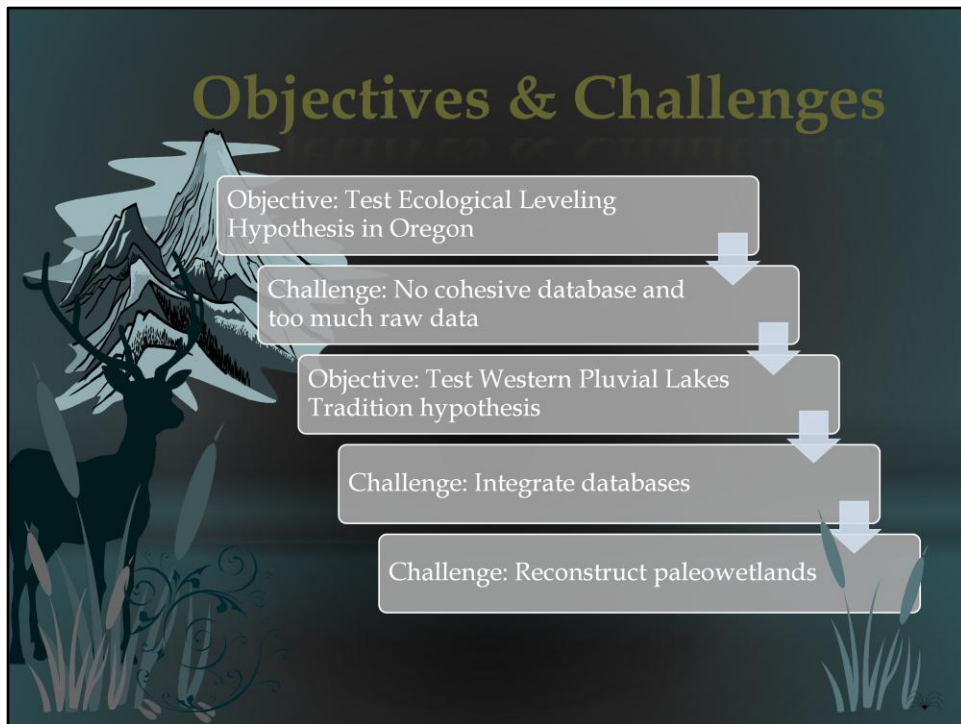 Objectives & Challenges
Objective: Test Ecological Leveling
Hypothesis in Oregon
Challenge: No cohesive database and
too much raw data
Objective: Test Western Pluvial Lakes
Tradition hypothesis
Challenge: Integrate databases
Challenge: Reconstruct paleowetlands